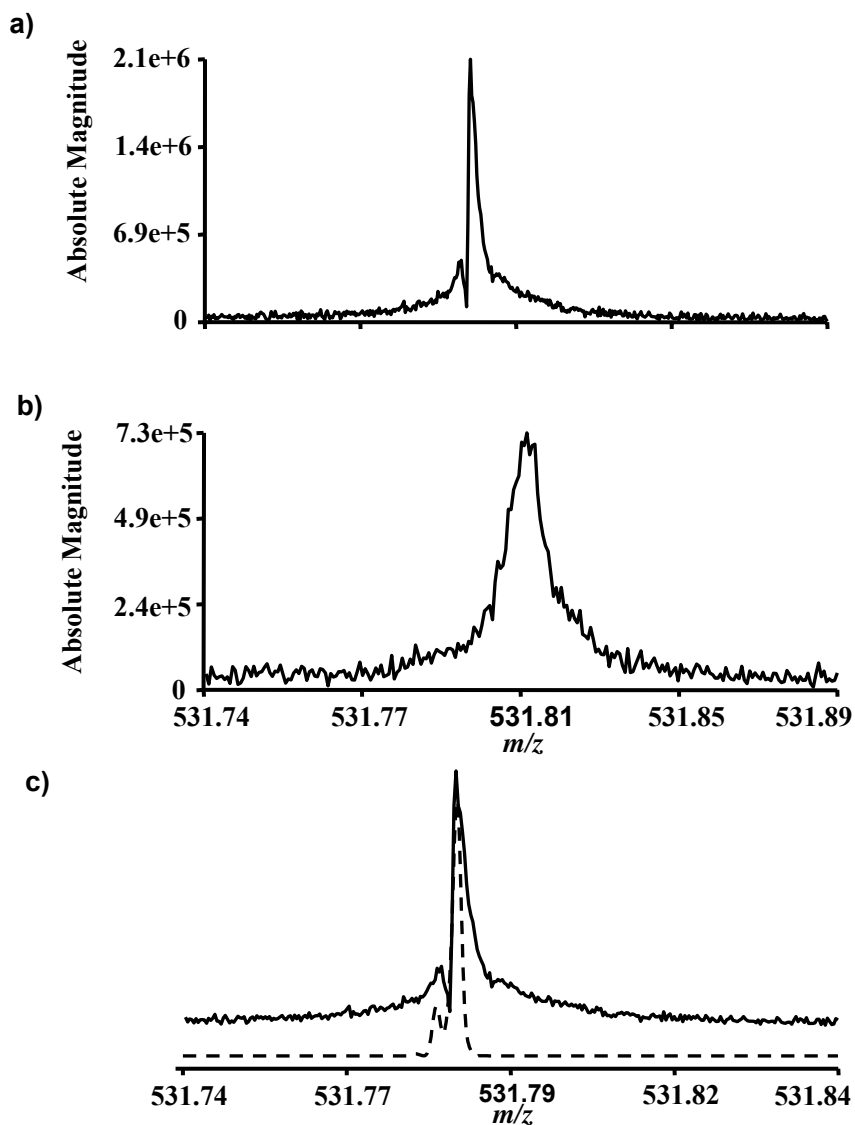 a)
Absolute Magnitude
2.1e+6
1.4e+6
6.9e+5
0
b)
Absolute Magnitude
7.3e+5
4.9e+5
2.4e+5
0
531.74 531.77 531.81 531.85 531.89
m/z
c)
531.74 531.77 531.79 531.82 531.84
m/z